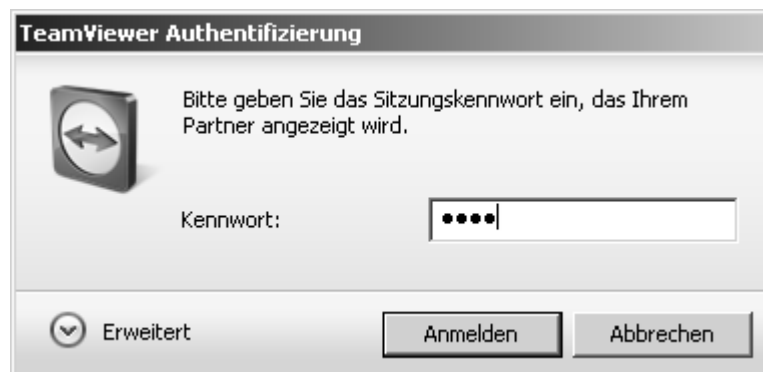 TeamViewer Authentifizierung
Bitte geben Sie das Sitzungskennwort ein, das Ihrem
Partner angezeigt wird.
Kennwort: ••••
Erweitert Anmelden Abbrechen